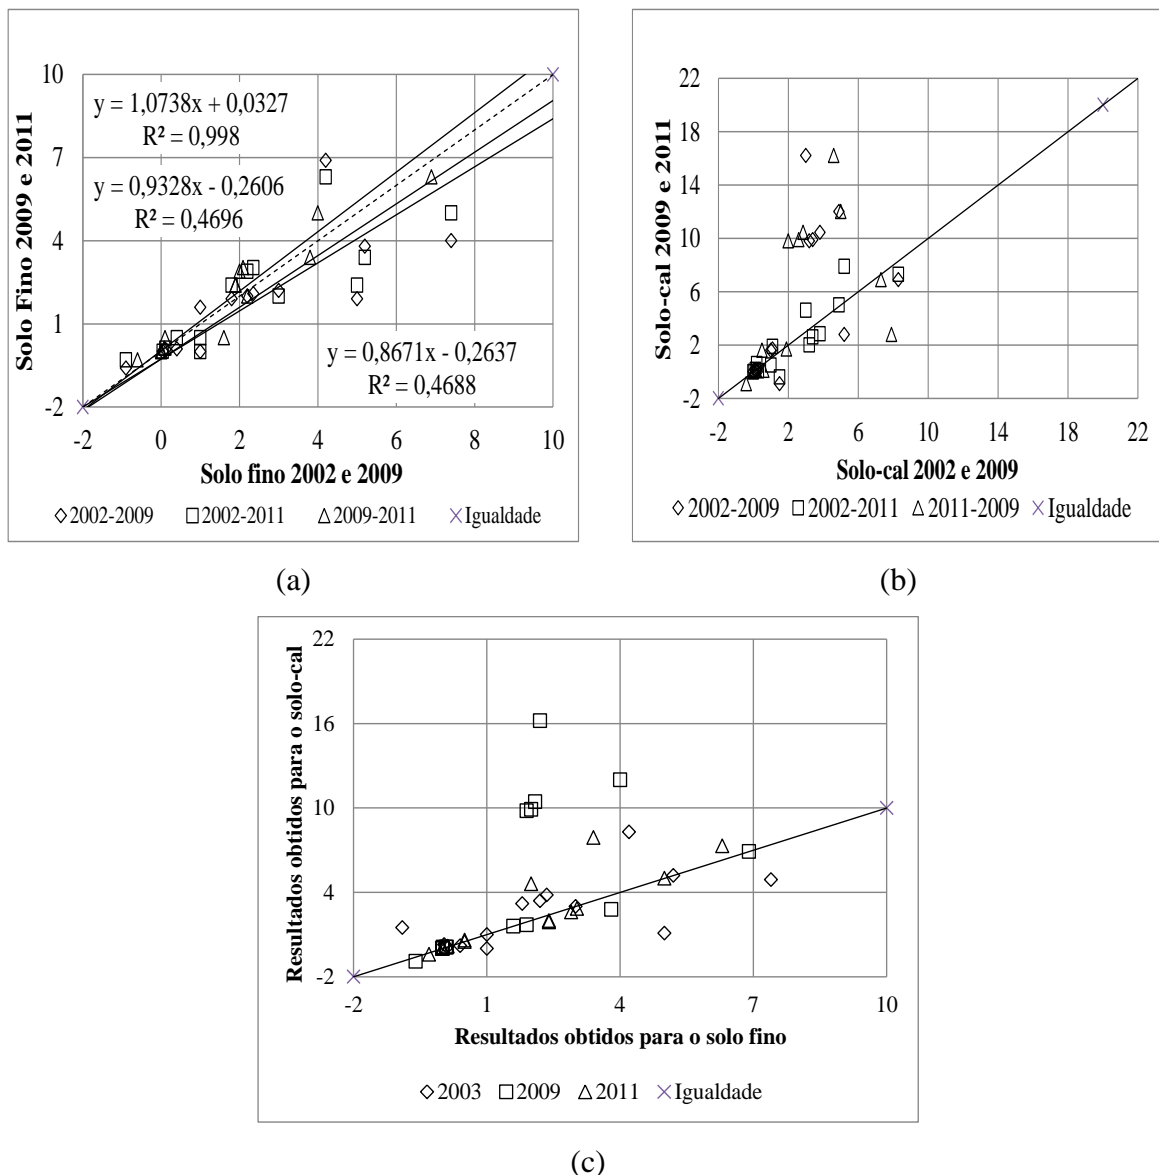 Solo Fino 2009 e 2011
10
7
4
1
-2
y = 1,0738x + 0,0327
R² = 0,998
y = 0,9328x - 0,2606
R² = 0,4696
y = 0,8671x - 0,2637
R² = 0,4688
-2 0 2 4 6 8 10
Solo fino 2002 e 2009
2002-2009 2002-2011 2009-2011 Igualdade
(a)
Solo-cal 2009 e 2011
22
18
14
10
6
2
-2
-2 2 6 10 14 18 22
Solo-cal 2002 e 2009
2002-2009 2002-2011 2011-2009 Igualdade
(b)
Resultados obtidos para o solo-cal
22
16
10
4
-2
-2 1 4 7 10
Resultados obtidos para o solo fino
2003 2009 2011 Igualdade
(c)